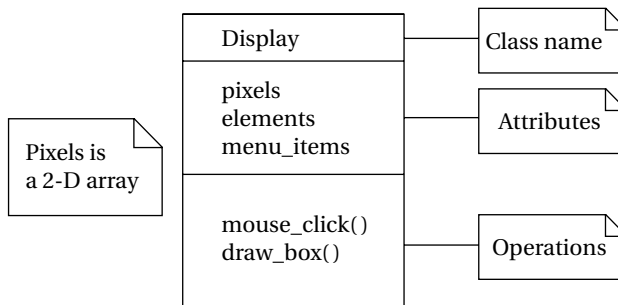 Display
Class name
pixels
elements
menu_items
Attributes
Pixels is
a 2-D array
mouse_click()
draw_box()
Operations